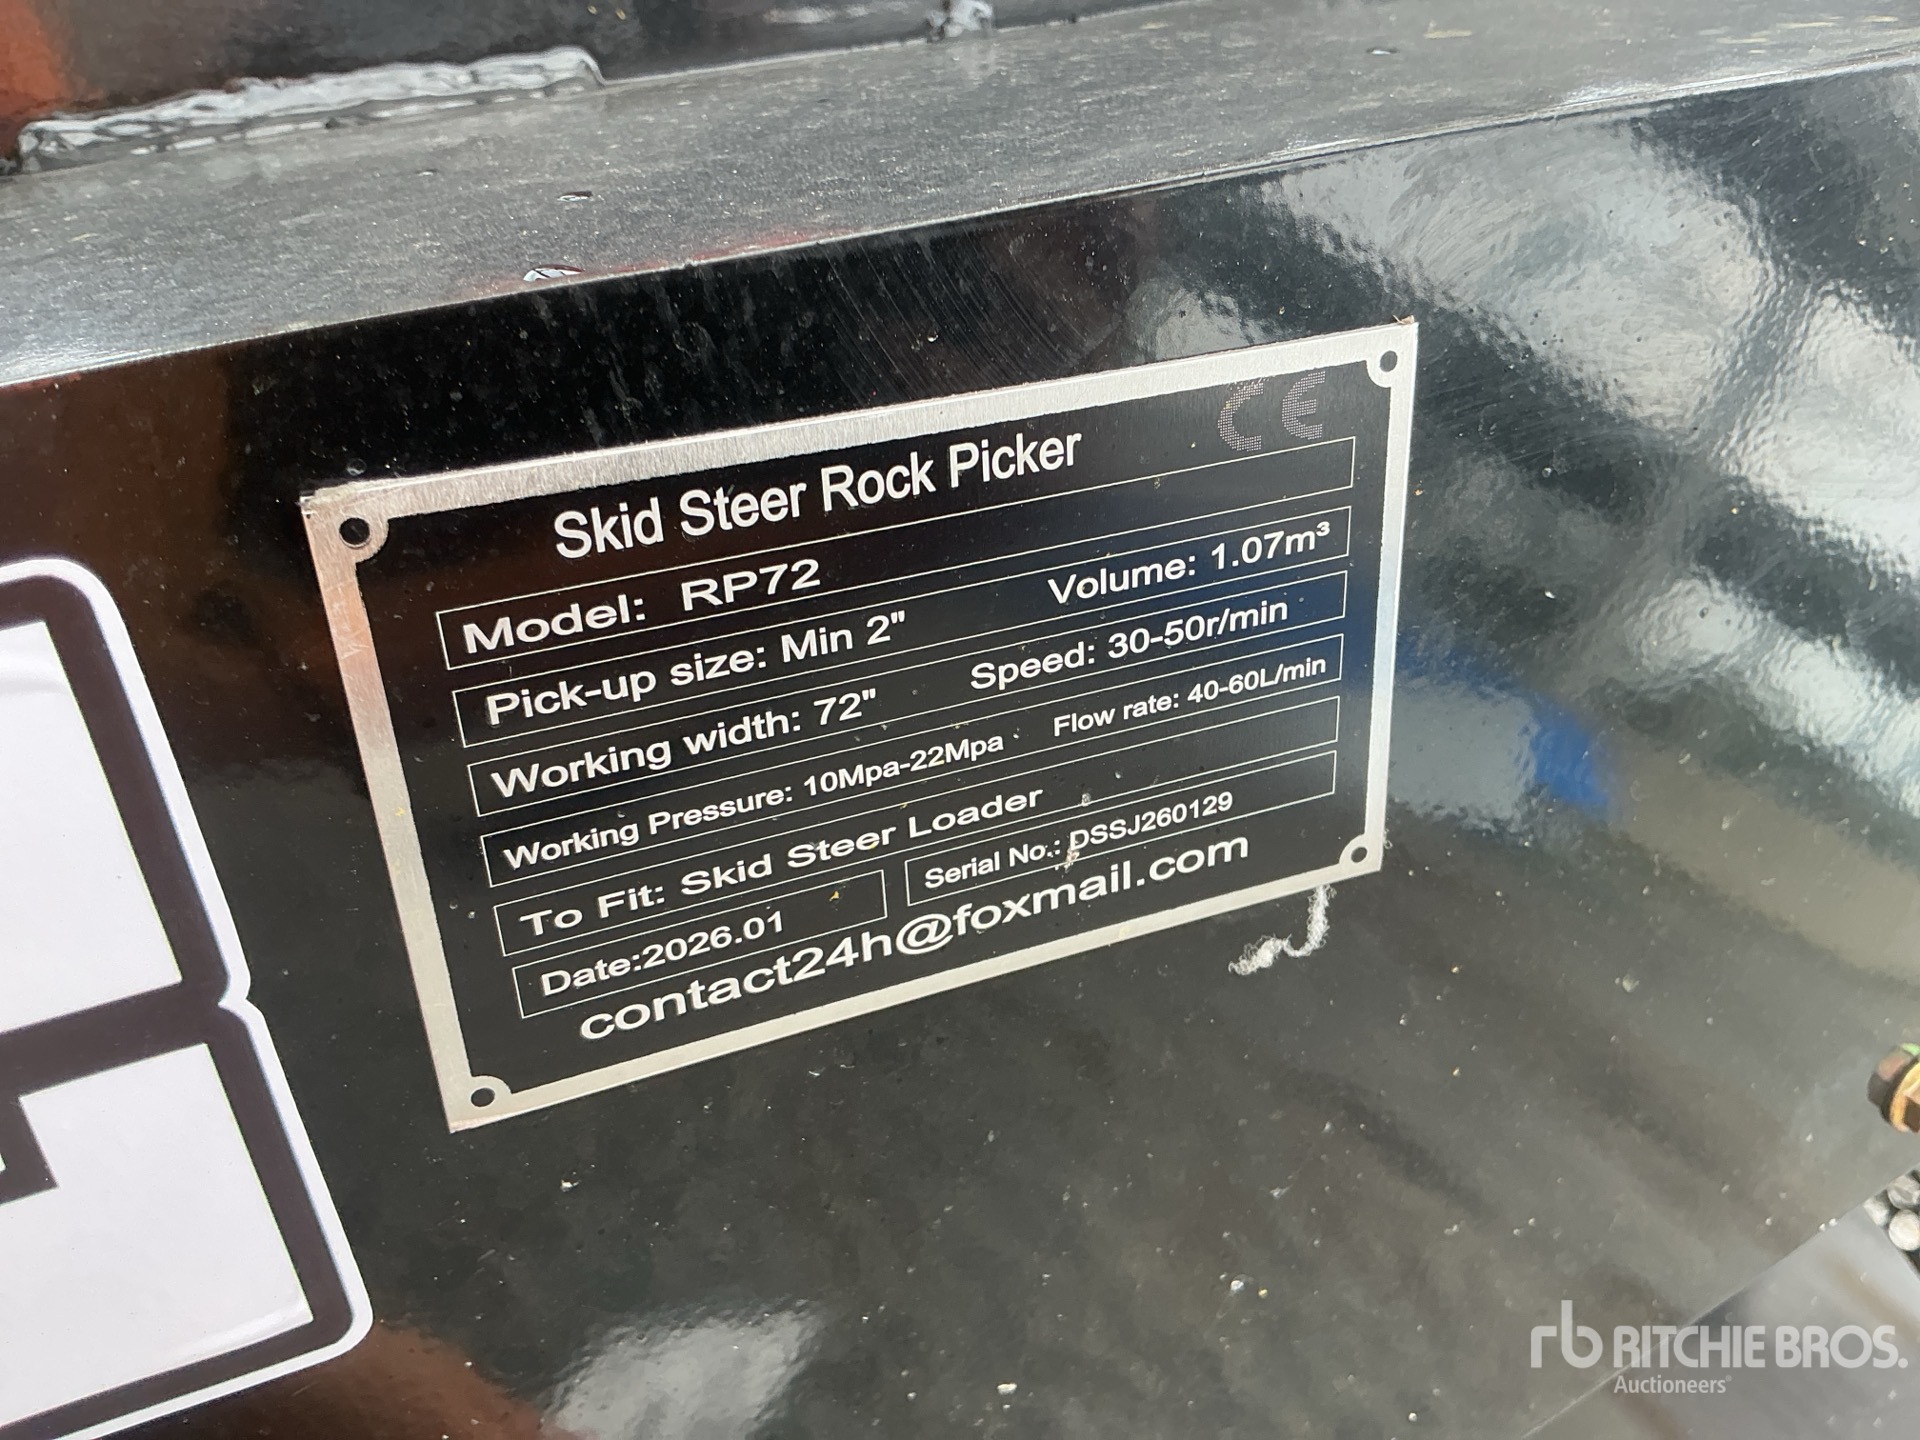 CE
Skid Steer Rock Picker
Model: RP72
Pick-up size: Min 2" Volume: 1.07m³
Working width: 72" Speed: 30-50r/min
Working Pressure: 10Mpa-22Mpa Flow rate: 40-60L/min
To Fit: Skid Steer Loader
Date:2026.01 Serial No.: DSSJ260129
contact24h@foxmail.com
rb RITCHIE BROS.
Auctioneers